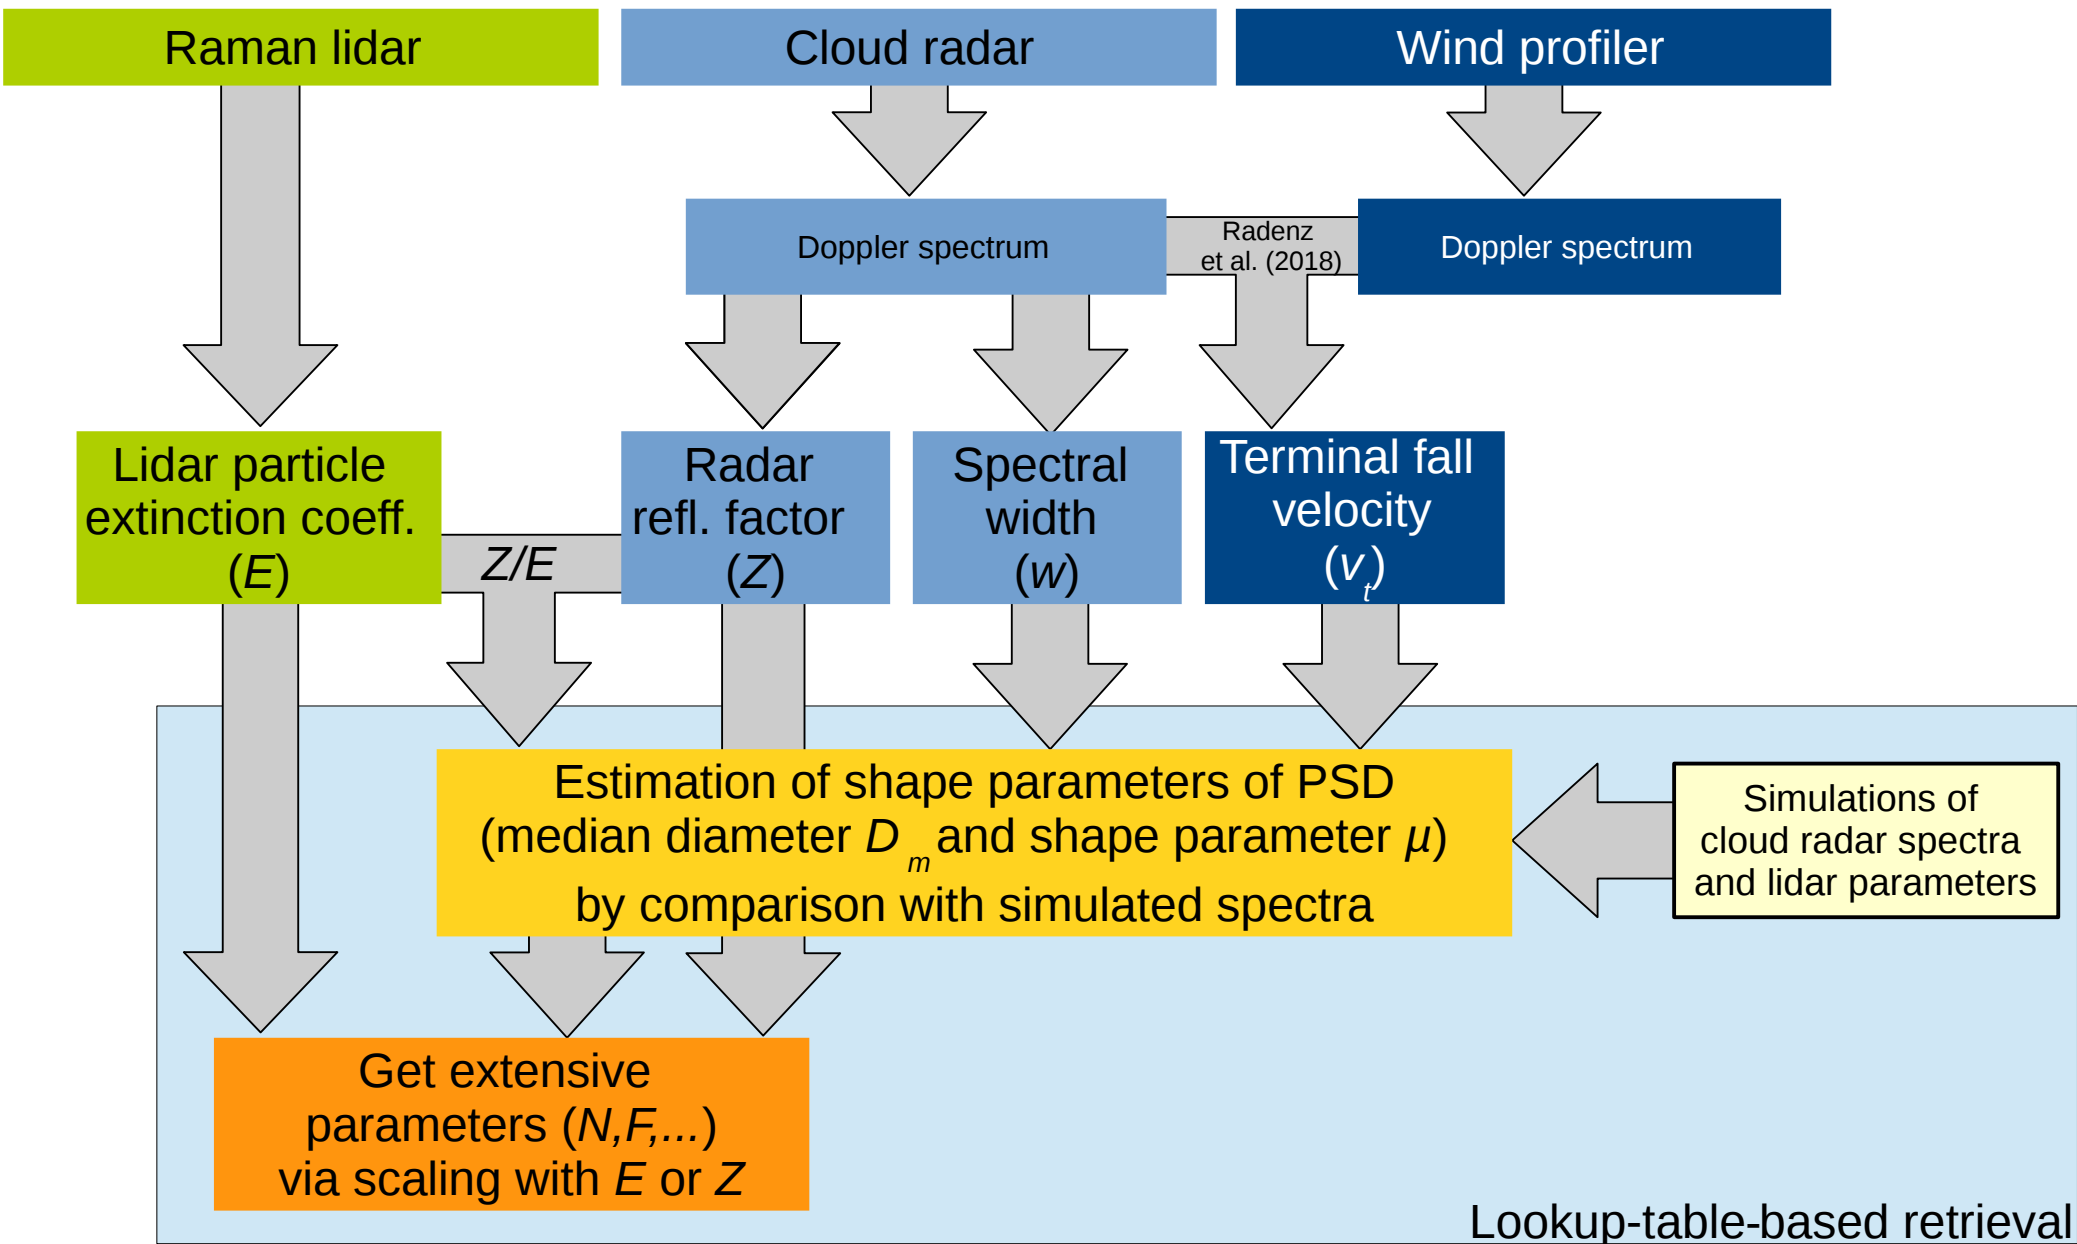 Raman lidar
Cloud radar
Wind profiler
Doppler spectrum
Radenz
et al. (2018)
Doppler spectrum
Lidar particle
extinction coeff.
(E)
Z/E
Radar
refl. factor
(Z)
Spectral
width
(w)
Terminal fall
velocity
(vt)
Estimation of shape parameters of PSD
(median diameter Dm and shape parameter μ)
by comparison with simulated spectra
Simulations of
cloud radar spectra
and lidar parameters
Get extensive
parameters (N,F,...)
via scaling with E or Z
Lookup-table-based retrieval